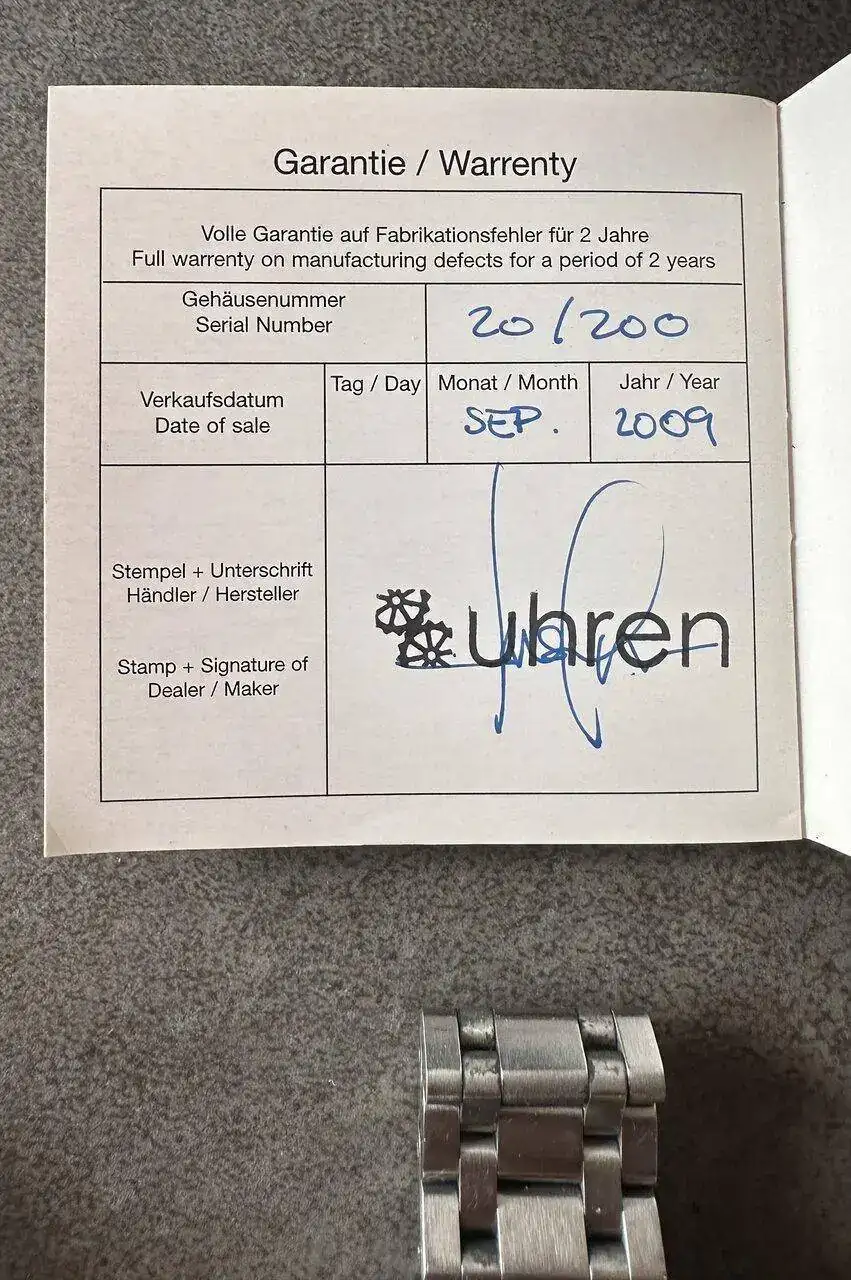 Garantie / Warrenty
Volle Garantie auf Fabrikationsfehler für 2 Jahre
Full warrenty on manufacturing defects for a period of 2 years
Gehäusenummer
Serial Number
20/200
Verkaufsdatum
Date of sale
Tag / Day
Monat / Month
SEP.
Jahr / Year
2009
Stempel + Unterschrift
Händler / Hersteller
Stamp + Signature of
Dealer / Maker
uhren